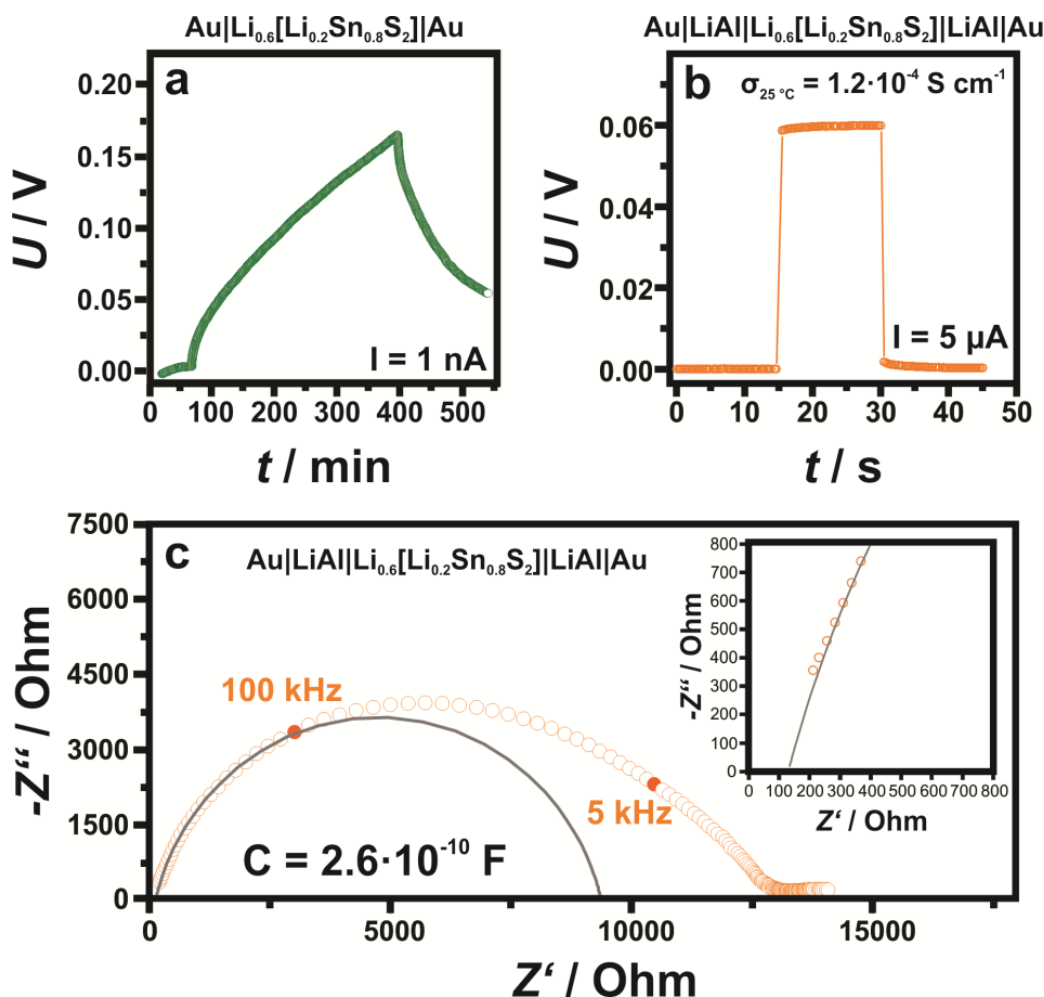 Au|Li₀.₆[Li₀.₂Sn₀.₈S₂]|Au
a
0.20
0.15
0.10
0.05
0.00
U / V
I = 1 nA
0 100 200 300 400 500
t / min
Au|LiAl|Li₀.₆[Li₀.₂Sn₀.₈S₂]|LiAl|Au
b
σ₂₅ °C = 1.2·10⁻⁴ S cm⁻¹
0.06
0.04
0.02
0.00
U / V
I = 5 µA
0 10 20 30 40 50
t / s
c
Au|LiAl|Li₀.₆[Li₀.₂Sn₀.₈S₂]|LiAl|Au
7500
6000
4500
3000
1500
0
-Z“ / Ohm
100 kHz
5 kHz
C = 2.6·10⁻¹⁰ F
0 5000 10000 15000
Z‘ / Ohm
800
700
600
500
400
300
200
100
0
-Z“ / Ohm
0 100 200 300 400 500 600 700 800
Z‘ / Ohm